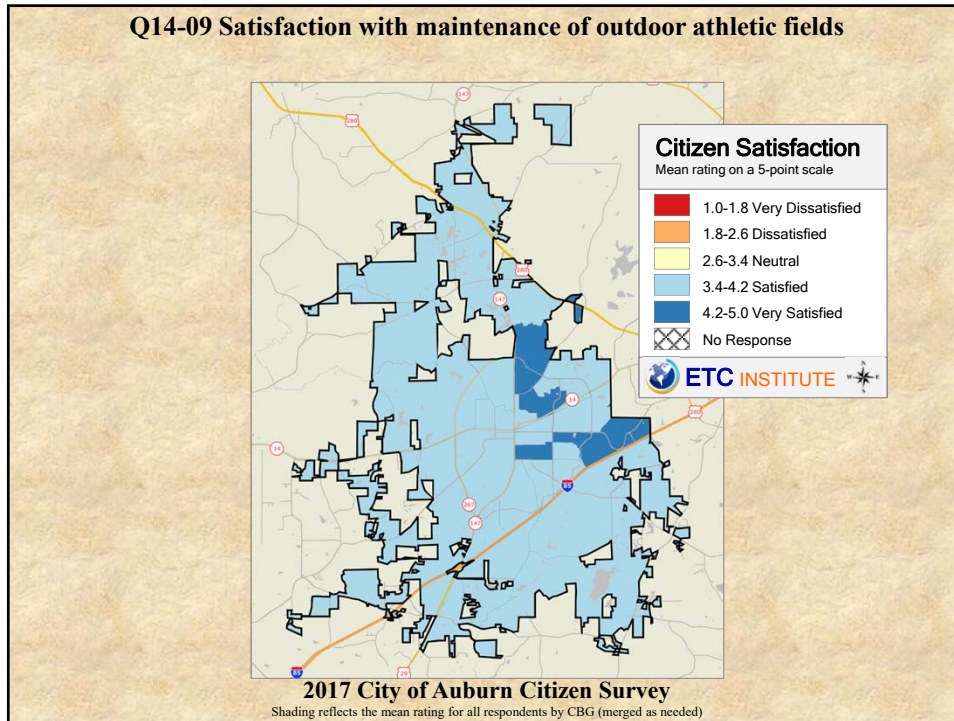 Q14-09 Satisfaction with maintenance of outdoor athletic fields
147
280
280
147
14
280
14
85
267
147
85
29
Citizen Satisfaction
Mean rating on a 5-point scale
1.0-1.8 Very Dissatisfied
1.8-2.6 Dissatisfied
2.6-3.4 Neutral
3.4-4.2 Satisfied
4.2-5.0 Very Satisfied
No Response
ETC INSTITUTE
N
W E
S
2017 City of Auburn Citizen Survey
Shading reflects the mean rating for all respondents by CBG (merged as needed)